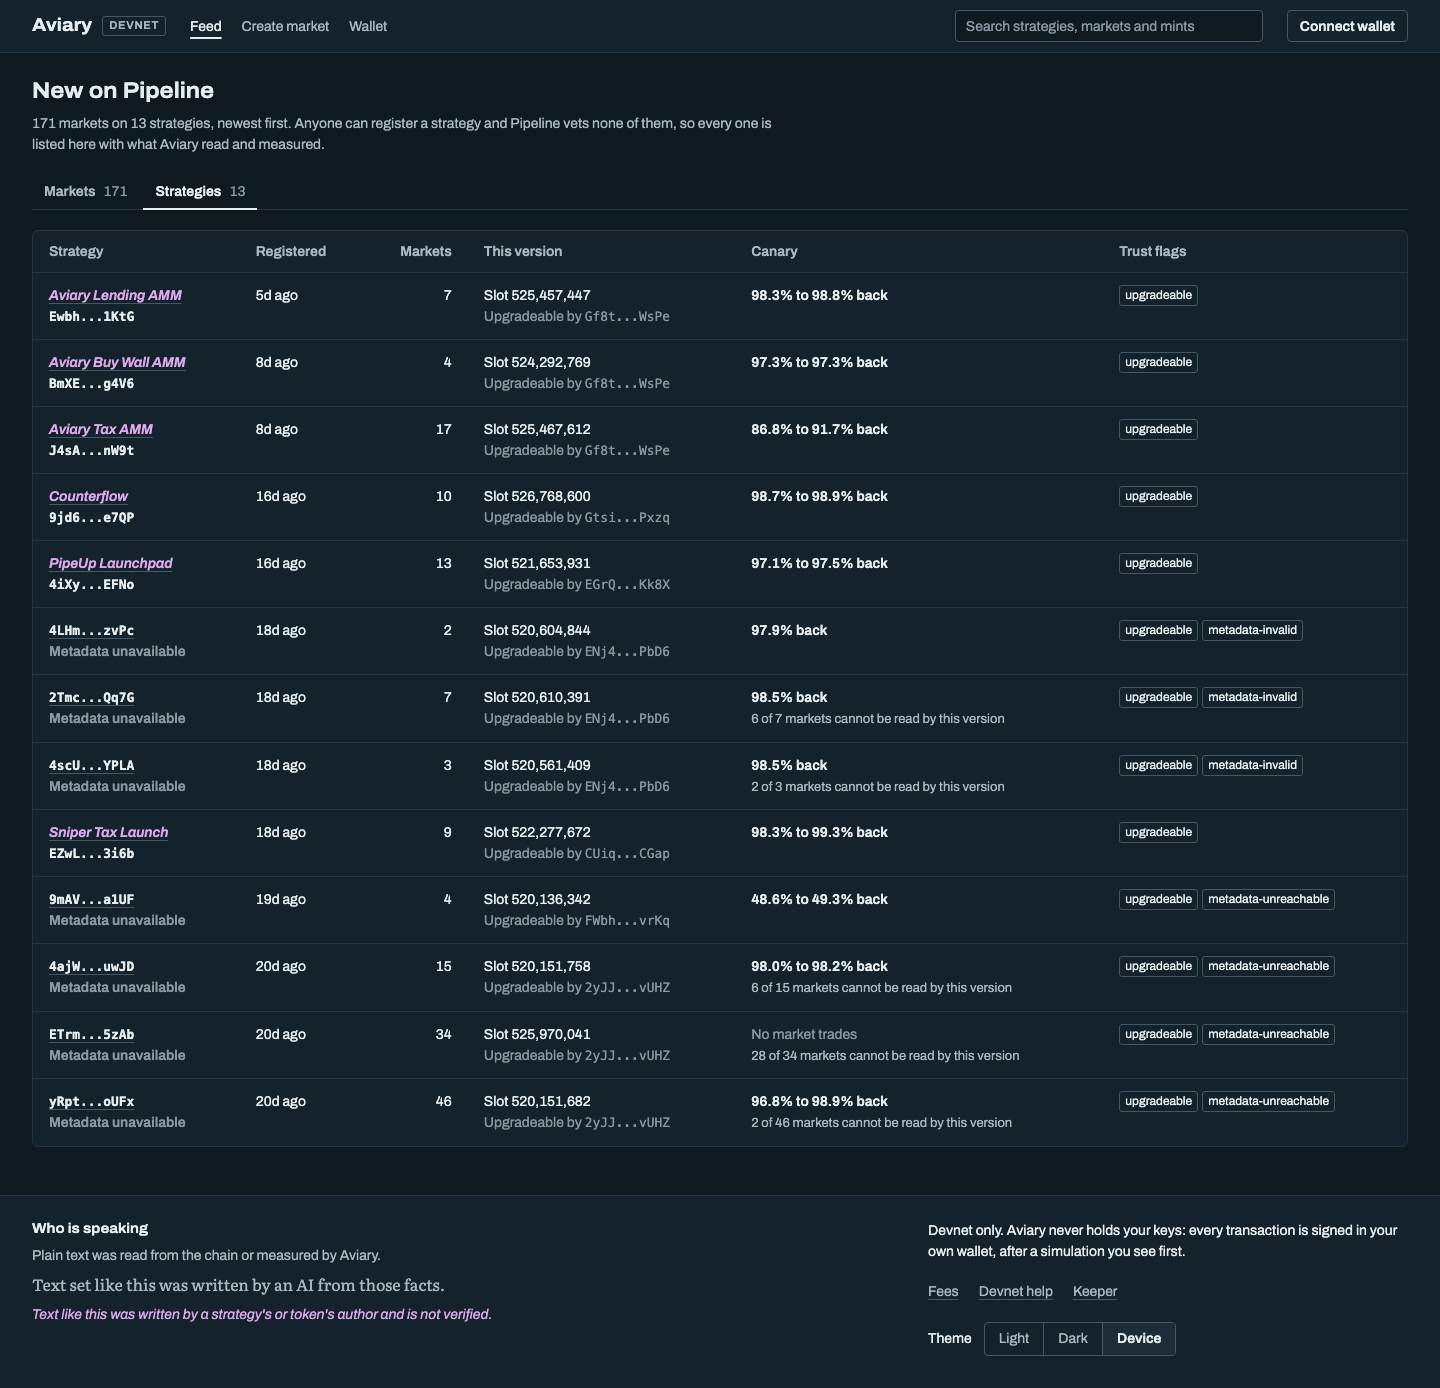 Aviary DEVNET Feed Create market Wallet Search strategies, markets and mints Connect wallet
New on Pipeline
171 markets on 13 strategies, newest first. Anyone can register a strategy and Pipeline vets none of them, so every one is
listed here with what Aviary read and measured.
Markets 171 Strategies 13
Strategy Registered Markets This version Canary Trust flags
Aviary Lending AMM 5d ago 7 Slot 525,457,447 98.3% to 98.8% back upgradeable
Ewbh...1KtG Upgradeable by Gf8t...WsPe
Aviary Buy Wall AMM 8d ago 4 Slot 524,292,769 97.3% to 97.3% back upgradeable
BmXE...g4V6 Upgradeable by Gf8t...WsPe
Aviary Tax AMM 8d ago 17 Slot 525,467,612 86.8% to 91.7% back upgradeable
J4sA...nW9t Upgradeable by Gf8t...WsPe
Counterflow 16d ago 10 Slot 526,768,600 98.7% to 98.9% back upgradeable
9jd6...e7QP Upgradeable by Gtsi...Pxzq
PipeUp Launchpad 16d ago 13 Slot 521,653,931 97.1% to 97.5% back upgradeable
4iXy...EFNo Upgradeable by EGrQ...Kk8X
4LHm...zvPc 18d ago 2 Slot 520,604,844 97.9% back upgradeable metadata-invalid
Metadata unavailable Upgradeable by ENj4...PbD6
2Tmc...Qq7G 18d ago 7 Slot 520,610,391 98.5% back upgradeable metadata-invalid
Metadata unavailable Upgradeable by ENj4...PbD6 6 of 7 markets cannot be read by this version
4scU...YPLA 18d ago 3 Slot 520,561,409 98.5% back upgradeable metadata-invalid
Metadata unavailable Upgradeable by ENj4...PbD6 2 of 3 markets cannot be read by this version
Sniper Tax Launch 18d ago 9 Slot 522,277,672 98.3% to 99.3% back upgradeable
EZwL...3i6b Upgradeable by CUiq...CGap
9mAV...a1UF 19d ago 4 Slot 520,136,342 48.6% to 49.3% back upgradeable metadata-unreachable
Metadata unavailable Upgradeable by FWbh...vrKq
4ajW...uwJD 20d ago 15 Slot 520,151,758 98.0% to 98.2% back upgradeable metadata-unreachable
Metadata unavailable Upgradeable by 2yJJ...vUHZ 6 of 15 markets cannot be read by this version
ETrm...5zAb 20d ago 34 Slot 525,970,041 No market trades upgradeable metadata-unreachable
Metadata unavailable Upgradeable by 2yJJ...vUHZ 28 of 34 markets cannot be read by this version
yRpt...oUFx 20d ago 46 Slot 520,151,682 96.8% to 98.9% back upgradeable metadata-unreachable
Metadata unavailable Upgradeable by 2yJJ...vUHZ 2 of 46 markets cannot be read by this version
Who is speaking
Plain text was read from the chain or measured by Aviary.
Text set like this was written by an AI from those facts.
Text like this was written by a strategy's or token's author and is not verified.
Devnet only. Aviary never holds your keys: every transaction is signed in your
own wallet, after a simulation you see first.
Fees Devnet help Keeper
Theme Light Dark Device